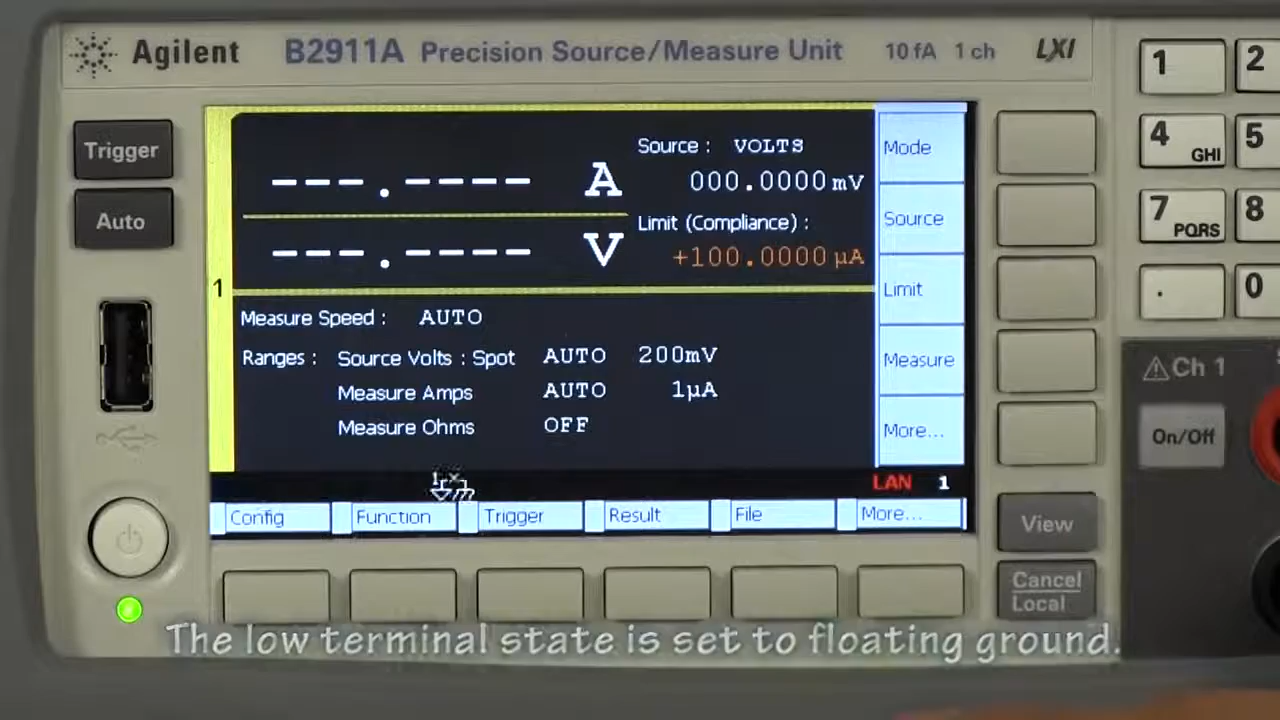 Agilent B2911A Precision Source/Measure Unit 10 fA 1 ch LXI
Trigger
Auto
---.---- A
---.---- V
Source : VOLTS
000.0000 mV
Limit (Compliance) :
+100.0000 µA
1
Measure Speed : AUTO
Ranges : Source Volts : Spot AUTO 200mV
Measure Amps AUTO 1µA
Measure Ohms OFF
LAN 1
Mode
Source
Limit
Measure
More...
Config Function Trigger Result File More...
View
Cancel
Local
1 2
4 GHI 5
7 PQRS 8
. 0
⚠ Ch 1
On/Off
The low terminal state is set to floating ground.